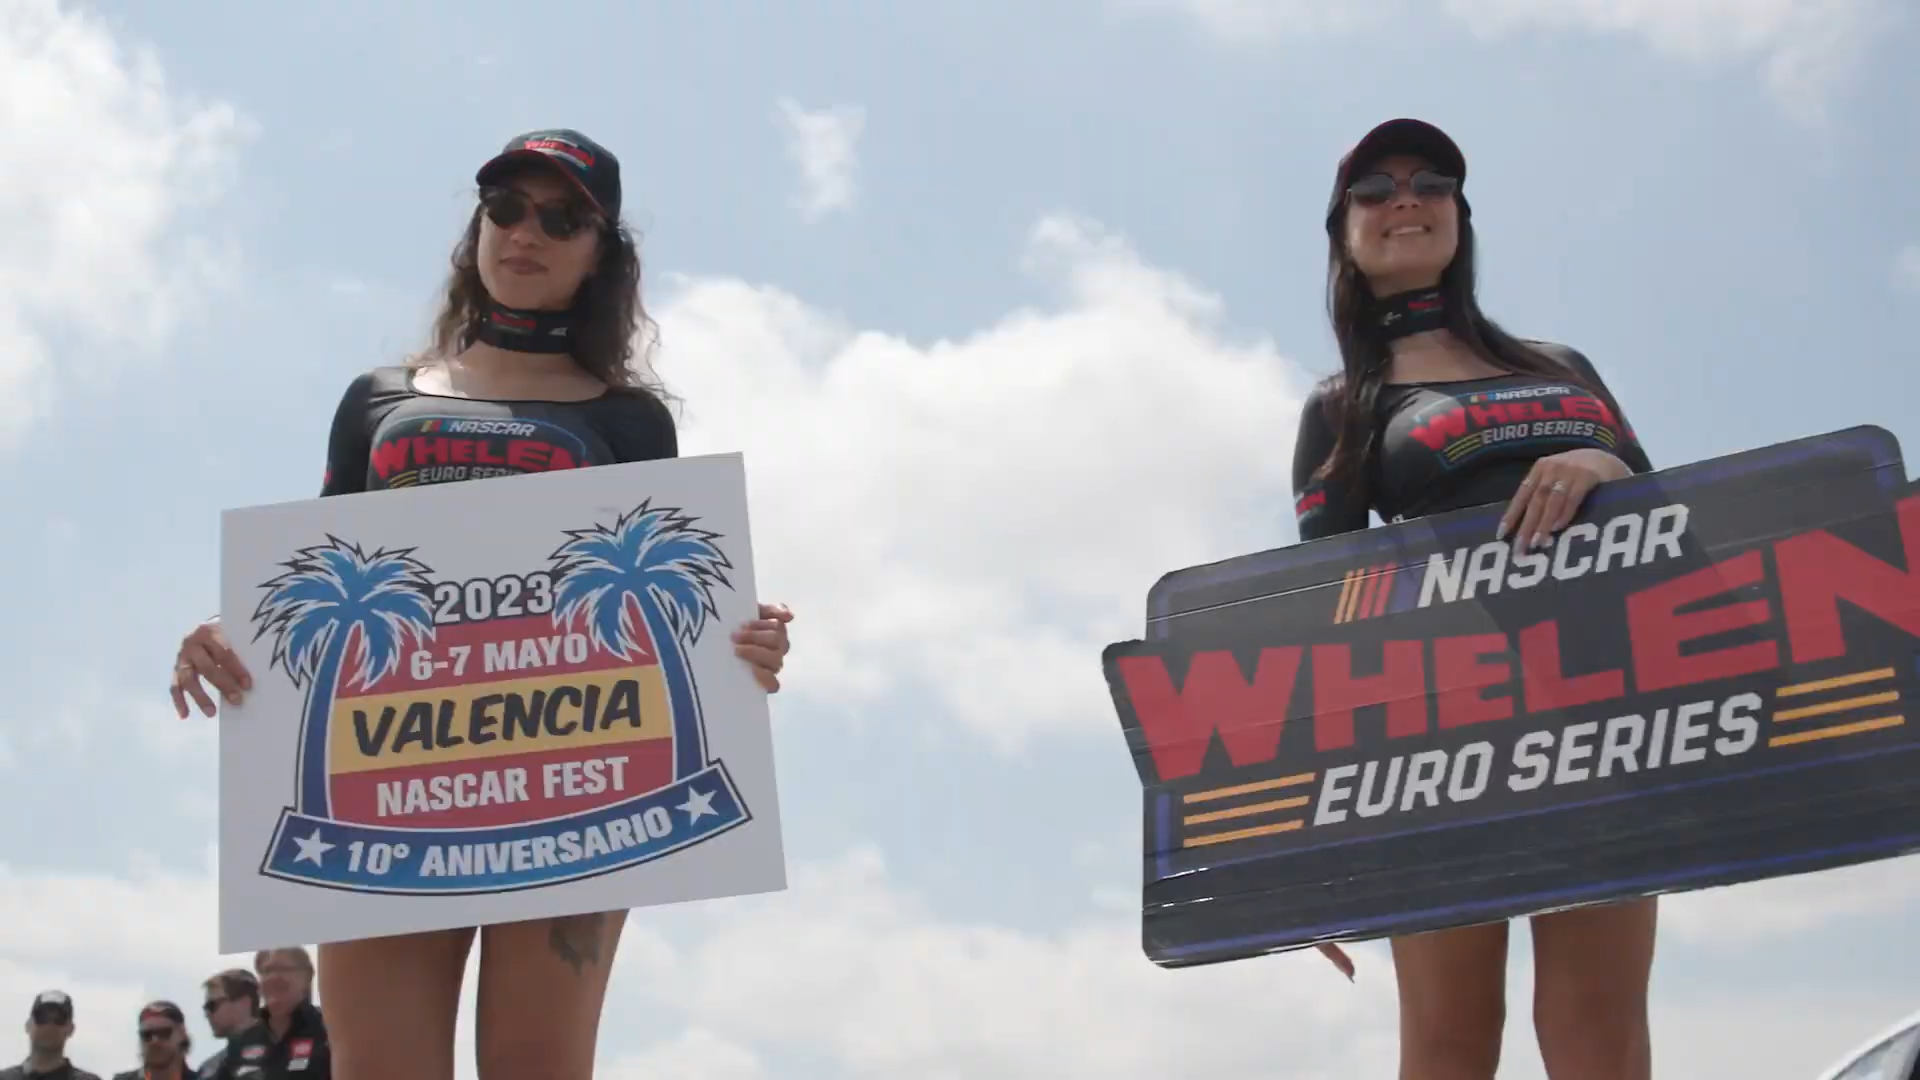 WHELEN
NASCAR
WHELEN
EURO SERIES
2023
6-7 MAYO
VALENCIA
NASCAR FEST
10° ANIVERSARIO
NASCAR
WHELEN
EURO SERIES
NASCAR
WHELEN
EURO SERIES